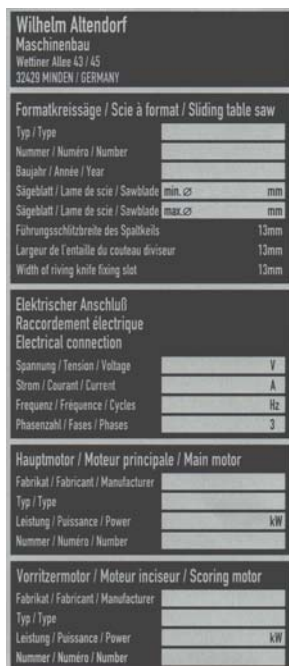 Wilhelm Altendorf
Maschinenbau
Wettiner Allee 43 / 45
32429 MINDEN / GERMANY
Formatkreissäge / Scie à format / Sliding table saw
Typ / Type
Nummer / Numéro / Number
Baujahr / Année / Year
Sägeblatt / Lame de scie / Sawblade min. ⌀ mm
Sägeblatt / Lame de scie / Sawblade max. ⌀ mm
Führungsschlitzbreite des Spaltkeils 13mm
Largeur de l'entaille du couteau diviseur 13mm
Width of riving knife fixing slot 13mm
Elektrischer Anschluß
Raccordement électrique
Electrical connection
Spannung / Tension / Voltage V
Strom / Courant / Current A
Frequenz / Fréquence / Cycles Hz
Phasenzahl / Fases / Phases 3
Hauptmotor / Moteur principale / Main motor
Fabrikat / Fabricant / Manufacturer
Typ / Type
Leistung / Puissance / Power kW
Nummer / Numéro / Number
Vorritzermotor / Moteur inciseur / Scoring motor
Fabrikat / Fabricant / Manufacturer
Typ / Type
Leistung / Puissance / Power kW
Nummer / Numéro / Number